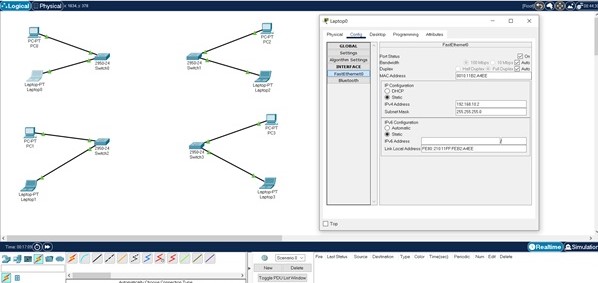 Logical
Physical
x: 1834, y: 378
[Root]
PC-PT
PC0
2950-24
Switch0
Laptop-PT
Laptop0
PC-PT
PC2
2950-24
Switch1
Laptop-PT
Laptop2
PC-PT
PC1
2950-24
Switch2
Laptop-PT
Laptop1
PC-PT
PC3
2950-24
Switch3
Laptop-PT
Laptop3
Laptop0
Physical Config Desktop Programming Attributes
GLOBAL
Settings
Algorithm Settings
INTERFACE
FastEthernet0
Bluetooth
FastEthernet0
Port Status On
Bandwidth 100 Mbps 10 Mbps Auto
Duplex Half Duplex Full Duplex Auto
MAC Address 0010.11B2.A4EE
IP Configuration
DHCP
Static
IPv4 Address 192.168.10.2
Subnet Mask 255.255.255.0
IPv6 Configuration
Automatic
Static
IPv6 Address /
Link Local Address: FE80::210:11FF:FEB2:A4EE
Top
Time: 00:17:05
Realtime
Simulation
Scenario 0
New Delete
Toggle PDU List Window
Fire Last Status Source Destination Type Color Time(sec) Periodic Num Edit Delete
Automatically Choose Connection Type